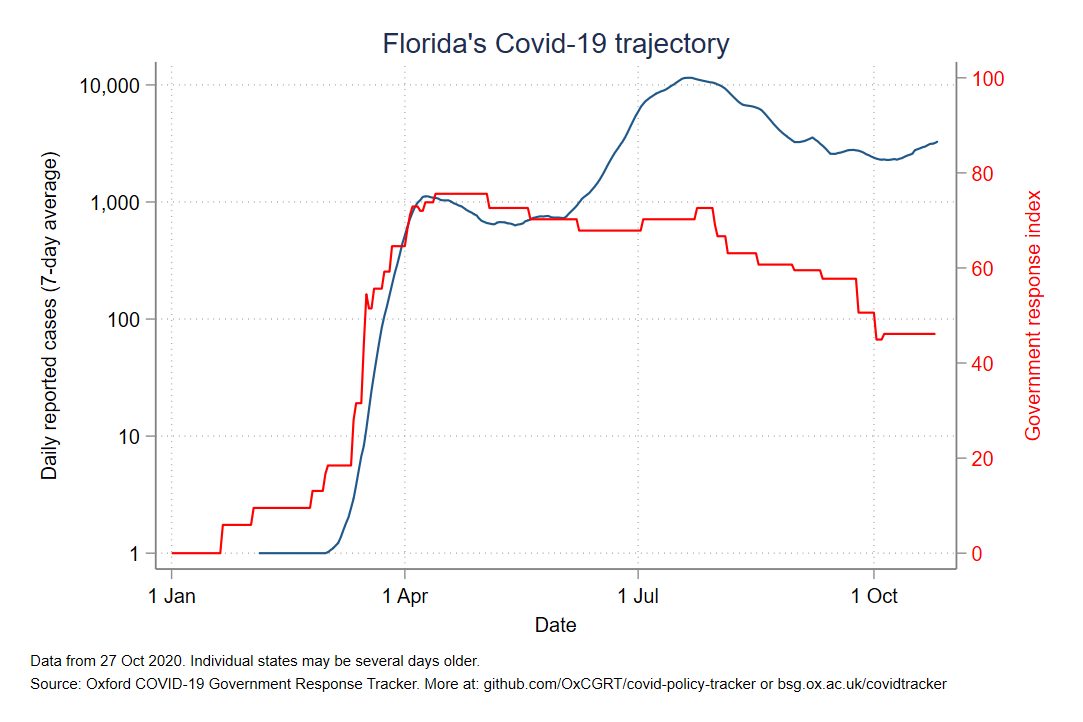 Florida's Covid-19 trajectory
10,000
1,000
100
10
1
Daily reported cases (7-day average)
100
80
60
40
20
0
Government response index
1 Jan
1 Apr
1 Jul
1 Oct
Date
Data from 27 Oct 2020. Individual states may be several days older.
Source: Oxford COVID-19 Government Response Tracker. More at: github.com/OxCGRT/covid-policy-tracker or bsg.ox.ac.uk/covidtracker